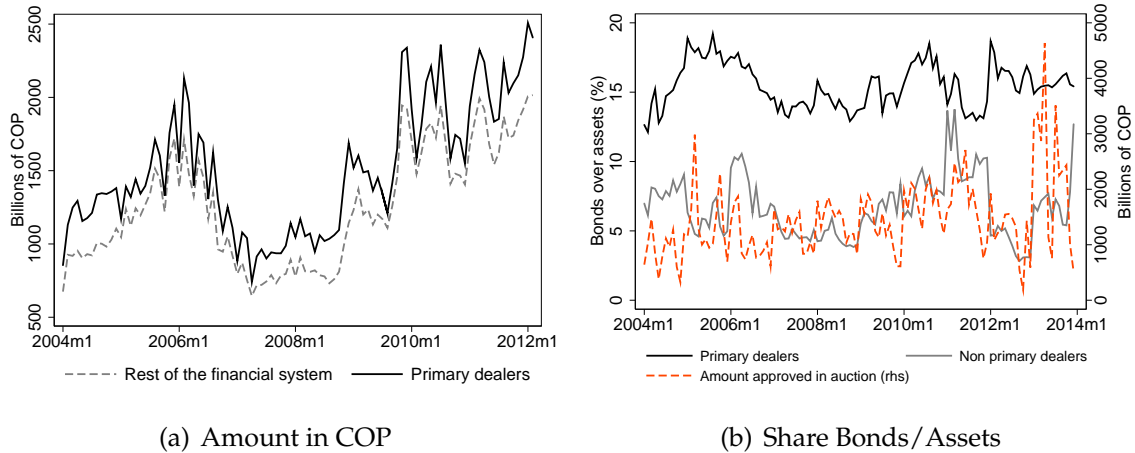 Billions of COP
2500
2000
1500
1000
500
2004m1 2006m1 2008m1 2010m1 2012m1
Rest of the financial system Primary dealers
(a) Amount in COP
Bonds over assets (%)
20
15
10
5
0
5000
4000
3000
2000
1000
0
Billions of COP
2004m1 2006m1 2008m1 2010m1 2012m1 2014m1
Primary dealers Non primary dealers
Amount approved in auction (rhs)
(b) Share Bonds/Assets